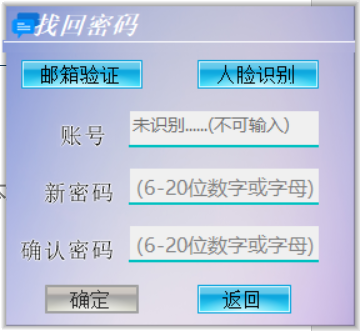 找回密码
邮箱验证 人脸识别
账号 未识别......(不可输入)
新密码 (6-20位数字或字母)
确认密码 (6-20位数字或字母)
确定 返回